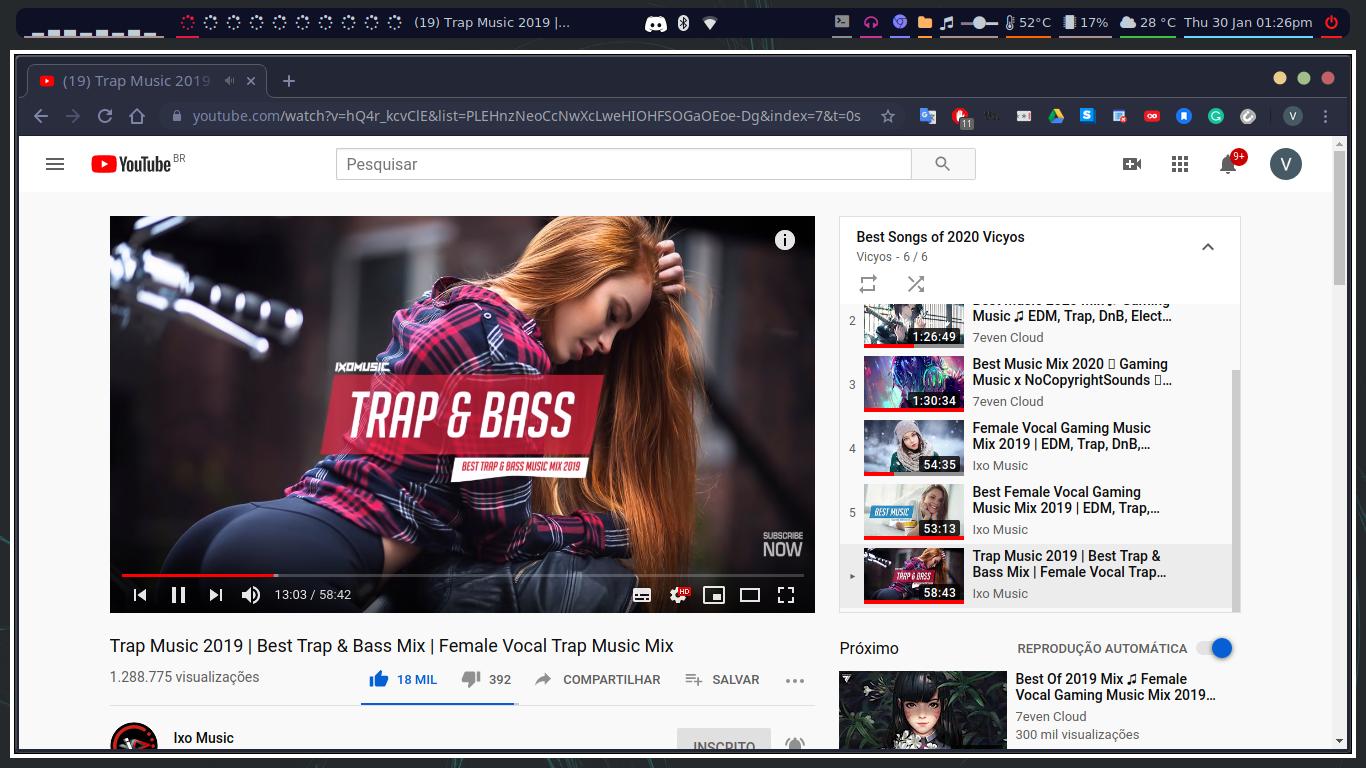 (19) Trap Music 2019 |...
52°C
17%
28 °C
Thu 30 Jan 01:26pm
(19) Trap Music 2019
youtube.com/watch?v=hQ4r_kcvClE&list=PLEHnzNeoCcNwXcLweHIOHFSOGaOEoe-Dg&index=7&t=0s
11
V
YouTube BR
Pesquisar
9+
V
IXOMUSIC
TRAP & BASS
BEST TRAP & BASS MUSIC MIX 2019
SUBSCRIBE
NOW
13:03 / 58:42
HD
Trap Music 2019 | Best Trap & Bass Mix | Female Vocal Trap Music Mix
1.288.775 visualizações
18 MIL
392
COMPARTILHAR
SALVAR
Ixo Music
INSCRITO
Best Songs of 2020 Vicyos
Vicyos - 6 / 6
2
1:26:49
Music ♫ EDM, Trap, DnB, Elect...
7even Cloud
3
1:30:34
Best Music Mix 2020 ▯ Gaming
Music x NoCopyrightSounds ▯...
7even Cloud
4
54:35
Female Vocal Gaming Music
Mix 2019 | EDM, Trap, DnB,...
Ixo Music
5
BEST MUSIC
53:13
Best Female Vocal Gaming
Music Mix 2019 | EDM, Trap,...
Ixo Music
TRAP & BASS
58:43
Trap Music 2019 | Best Trap &
Bass Mix | Female Vocal Trap...
Ixo Music
Próximo
REPRODUÇÃO AUTOMÁTICA
Best Of 2019 Mix ♫ Female
Vocal Gaming Music Mix 2019...
7even Cloud
300 mil visualizações